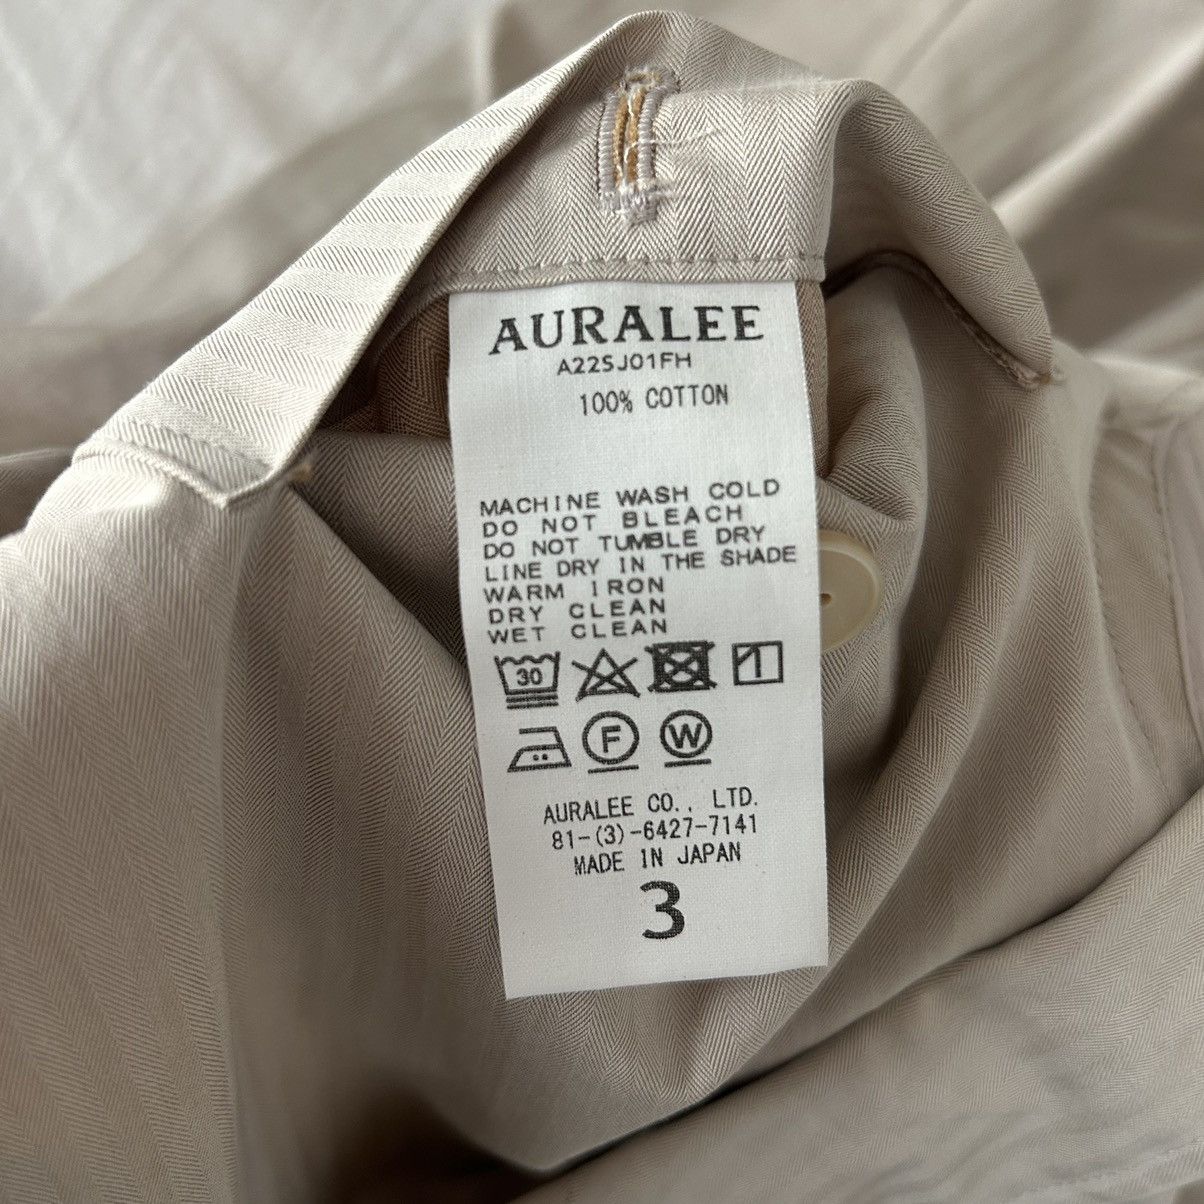 AURALEE
A22SJ01FH
100% COTTON
MACHINE WASH COLD
DO NOT BLEACH
DO NOT TUMBLE DRY
LINE DRY IN THE SHADE
WARM IRON
DRY CLEAN
WET CLEAN
30
F W
AURALEE CO., LTD.
81-(3)-6427-7141
MADE IN JAPAN
3